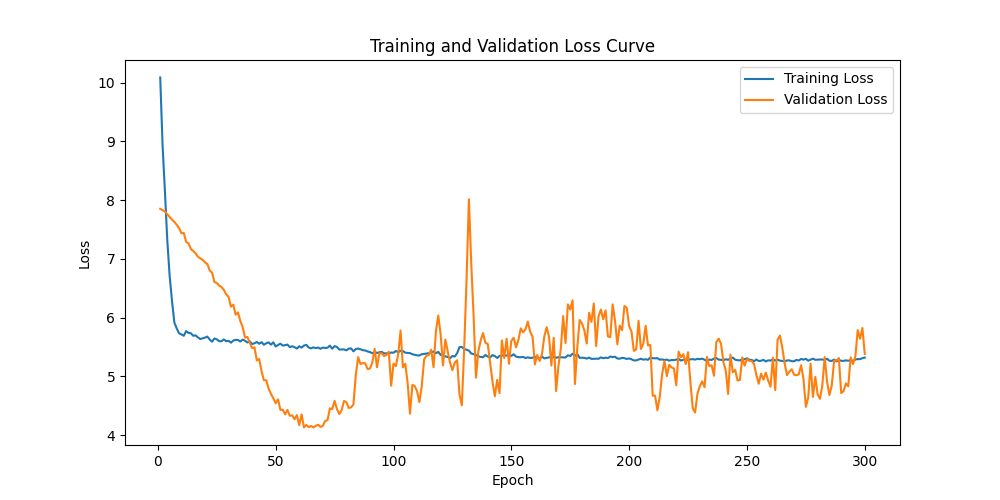 Training and Validation Loss Curve
Training Loss
Validation Loss
10
9
8
7
6
5
4
Loss
0 50 100 150 200 250 300
Epoch